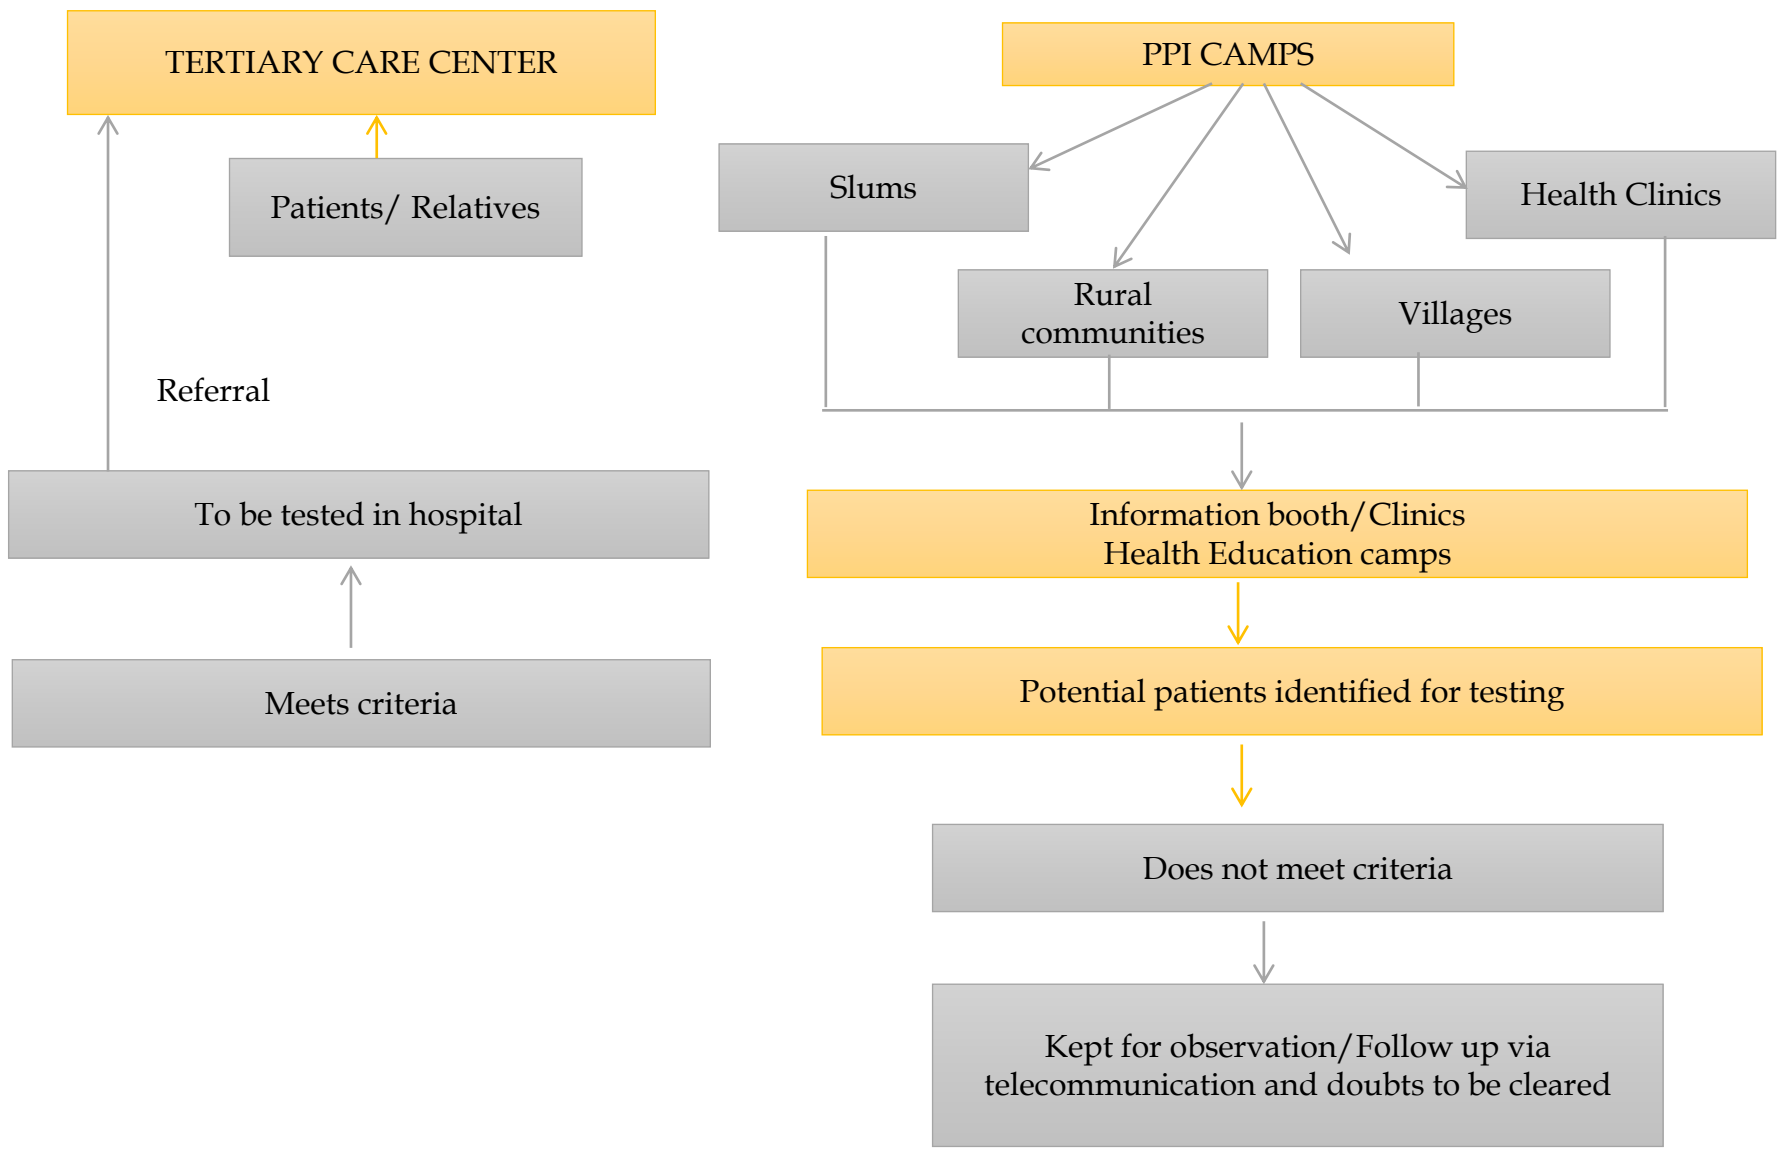 TERTIARY CARE CENTER
Patients/ Relatives
Referral
To be tested in hospital
Meets criteria
PPI CAMPS
Slums
Health Clinics
Rural
communities
Villages
Information booth/Clinics
Health Education camps
Potential patients identified for testing
Does not meet criteria
Kept for observation/Follow up via
telecommunication and doubts to be cleared